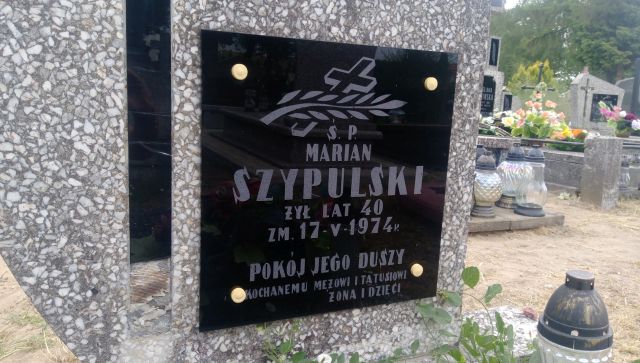 Ś. P.
MARIAN
SZYPULSKI
ŻYŁ LAT 40
ZM. 17-V-1974r.
POKÓJ JEGO DUSZY
KOCHANEMU MĘŻOWI I TATUSIOWI
ŻONA I DZIECI